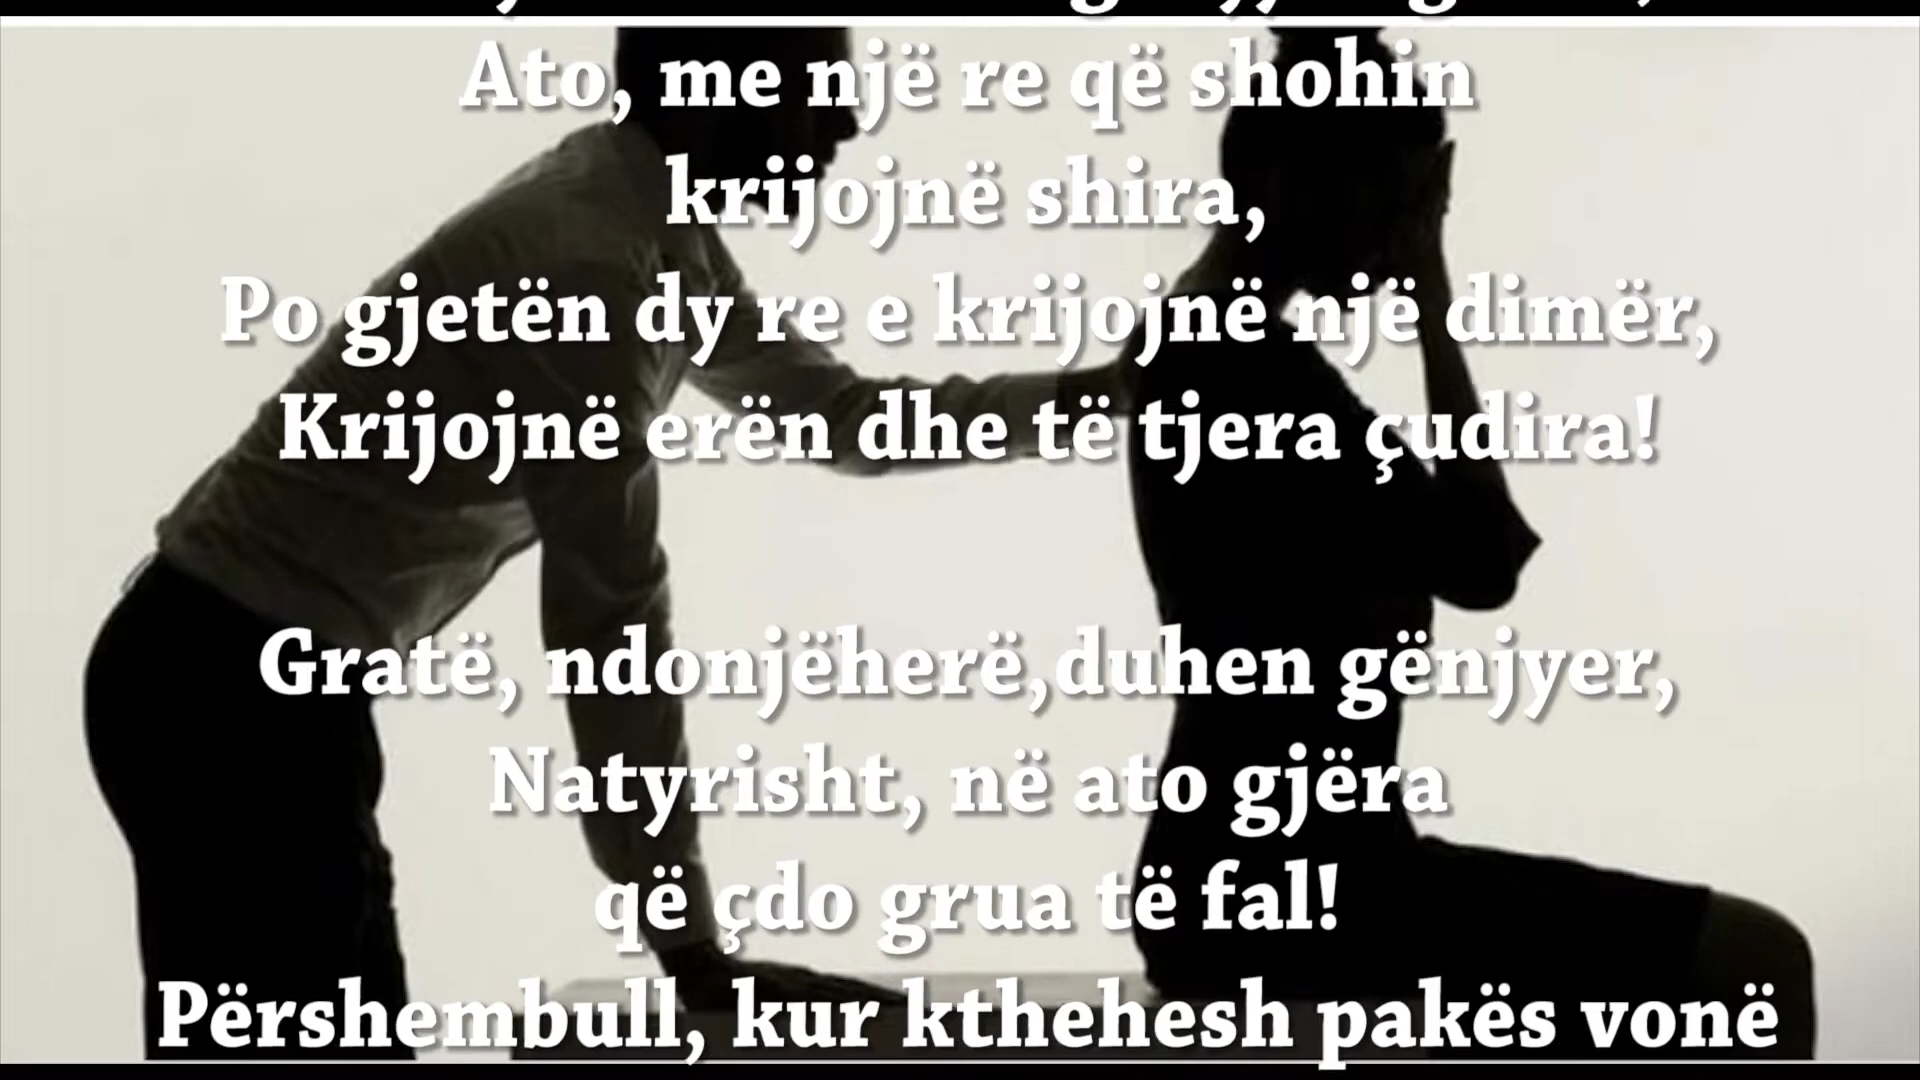 Ato, me një re që shohin
krijojnë shira,
Po gjetën dy re e krijojnë një dimër,
Krijojnë erën dhe të tjera çudira!
Gratë, ndonjëherë,duhen gënjyer,
Natyrisht, në ato gjëra
që çdo grua të fal!
Përshembull, kur kthehesh pakës vonë